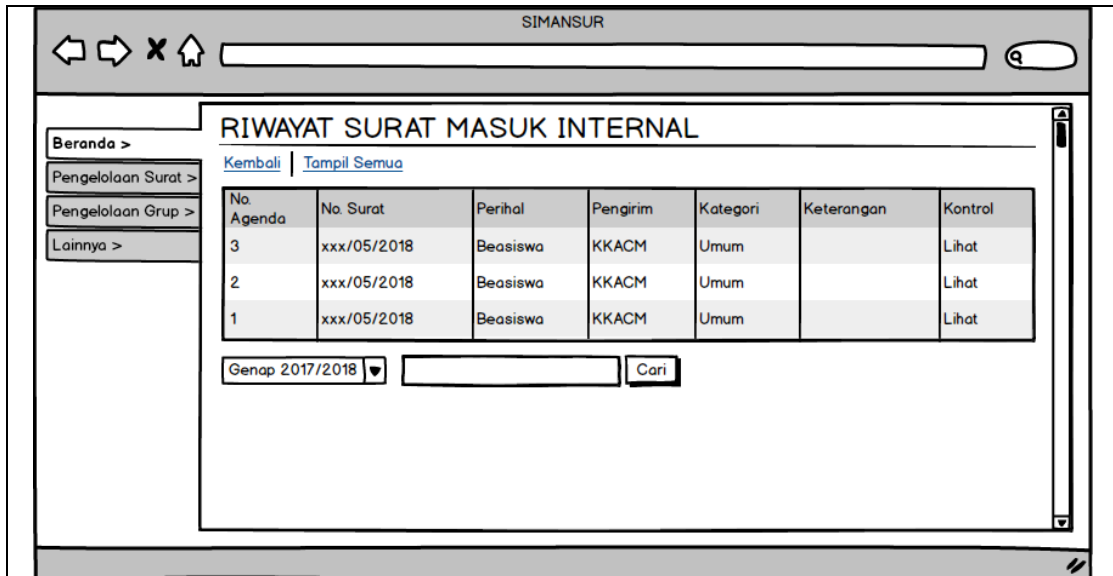 SIMANSUR
Beranda >
Pengelolaan Surat >
Pengelolaan Grup >
Lainnya >
RIWAYAT SURAT MASUK INTERNAL
Kembali Tampil Semua
No. Agenda No. Surat Perihal Pengirim Kategori Keterangan Kontrol
3 xxx/05/2018 Beasiswa KKACM Umum Lihat
2 xxx/05/2018 Beasiswa KKACM Umum Lihat
1 xxx/05/2018 Beasiswa KKACM Umum Lihat
Genap 2017/2018 Cari